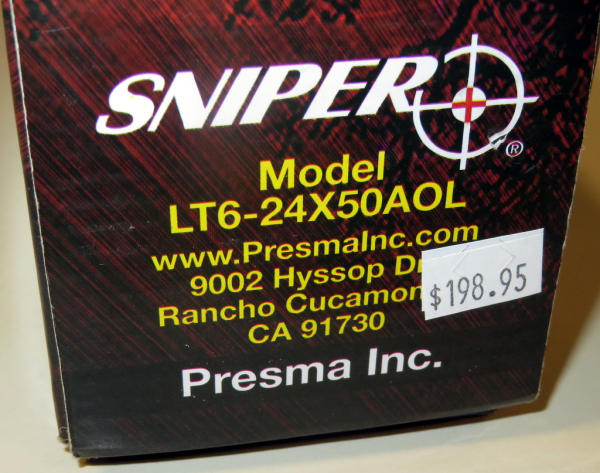 SNIPER
®
Model
LT6-24X50AOL
www.PresmaInc.com
9002 Hyssop Dr
Rancho Cucamon
$198.95
CA 91730
Presma Inc.